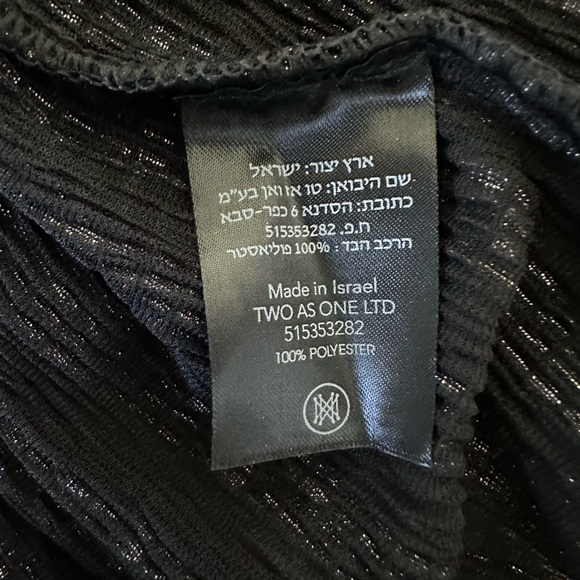 ארץ יצור: ישראל
שם היבואן: טו אז וואן בע"מ
כתובת: הסדנא 6 כפר-סבא
ח.פ. 515353282
הרכב הבד: 100% פוליאסטר
Made in Israel
TWO AS ONE LTD
515353282
100% POLYESTER